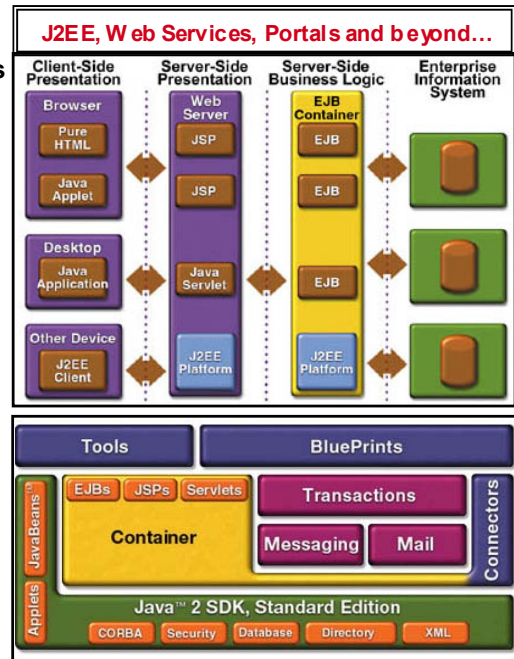 J2EE, Web Services, Portals and beyond...
s
Client-Side
Presentation
Server-Side
Presentation
Server-Side
Business Logic
Enterprise
Information
System
Browser
Pure
HTML
Java
Applet
Desktop
Java
Application
Other Device
J2EE
Client
Web
Server
JSP
JSP
Java
Servlet
J2EE
Platform
EJB
Container
EJB
EJB
EJB
J2EE
Platform
Tools
BluePrints
JavaBeans™
Applets
EJBs
JSPs
Servlets
Container
Transactions
Messaging
Mail
Connectors
Java™ 2 SDK, Standard Edition
CORBA
Security
Database
Directory
XML